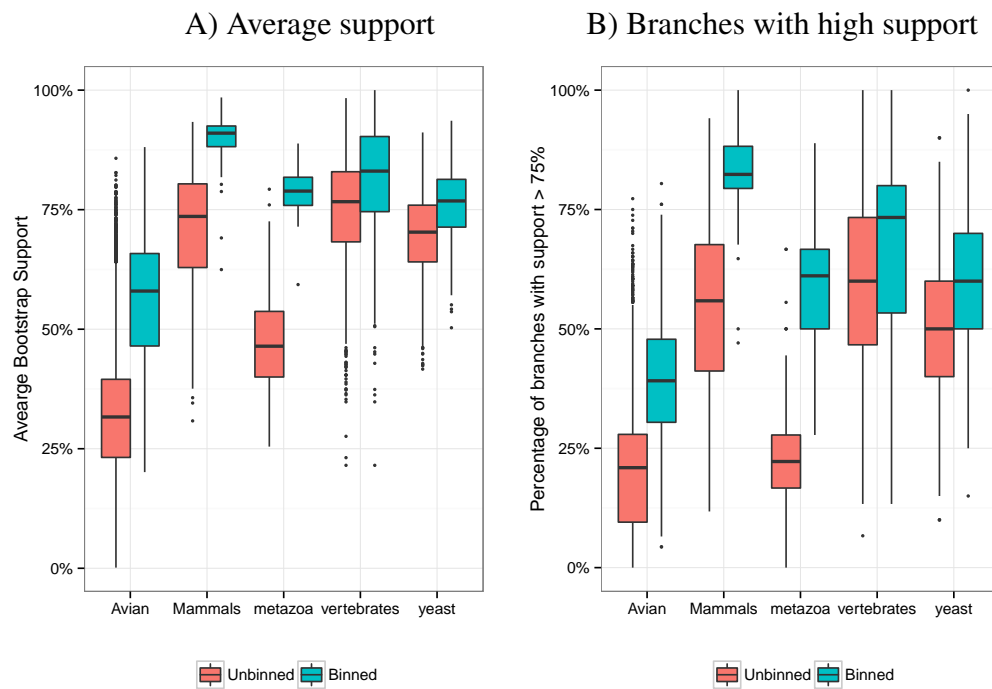 A) Average support
Avearge Bootstrap Support
100%
75%
50%
25%
0%
Avian Mammals metazoa vertebrates yeast
Unbinned Binned
B) Branches with high support
Percentage of branches with support > 75%
100%
75%
50%
25%
0%
Avian Mammals metazoa vertebrates yeast
Unbinned Binned